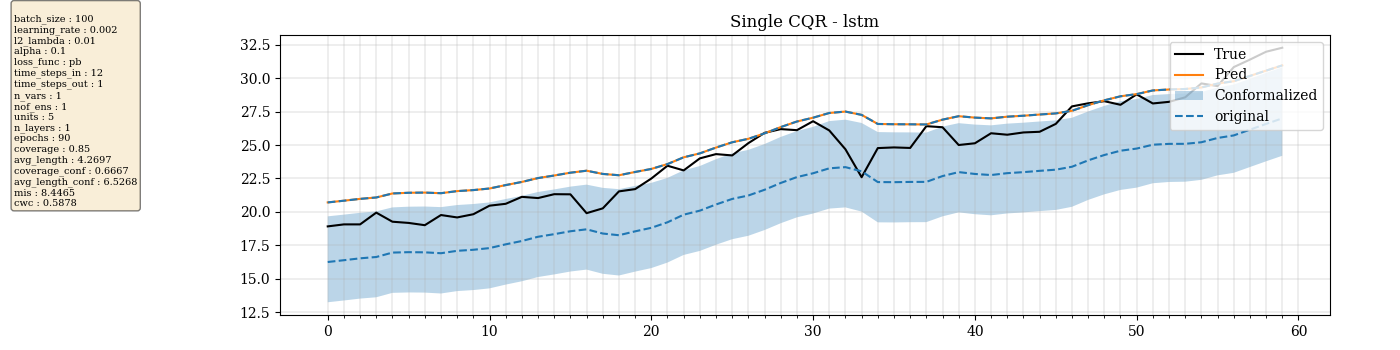 batch_size : 100
learning_rate : 0.002
l2_lambda : 0.01
alpha : 0.1
loss_func : pb
time_steps_in : 12
time_steps_out : 1
n_vars : 1
nof_ens : 1
units : 5
n_layers : 1
epochs : 90
coverage : 0.85
avg_length : 4.2697
coverage_conf : 0.6667
avg_length_conf : 6.5268
mis : 8.4465
cwc : 0.5878
Single CQR - lstm
32.5
30.0
27.5
25.0
22.5
20.0
17.5
15.0
12.5
0 10 20 30 40 50 60
True
Pred
Conformalized
original